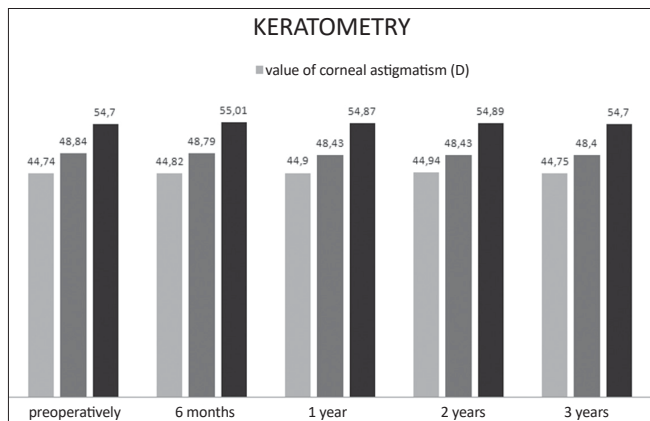 KERATOMETRY
value of corneal astigmatism (D)
44,74 48,84 54,7 44,82 48,79 55,01 44,9 48,43 54,87 44,94 48,43 54,89 44,75 48,4 54,7
preoperatively 6 months 1 year 2 years 3 years